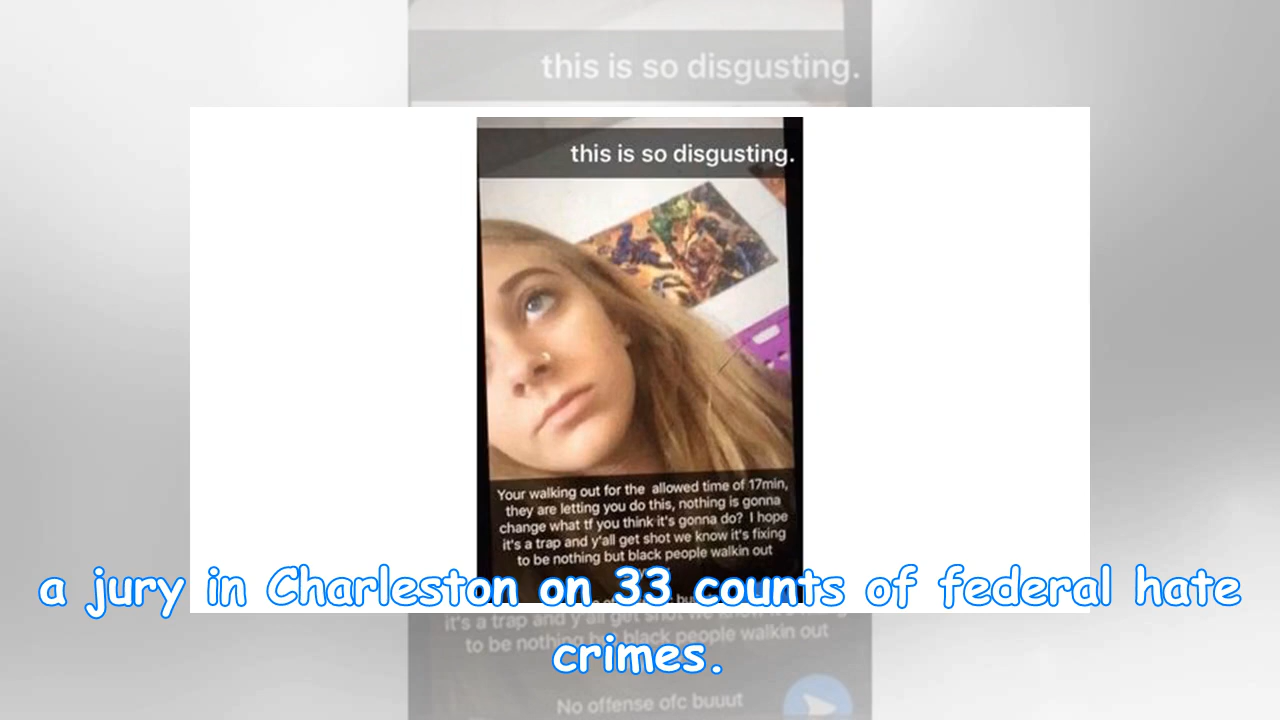 this is so disgusting.
this is so disgusting.
Your walking out for the allowed time of 17min,
they are letting you do this, nothing is gonna
change what tf you think it's gonna do? I hope
it's a trap and y'all get shot we know it's fixing
to be nothing but black people walkin out
a jury in Charleston on 33 counts of federal hate
crimes.
it's a trap and y'all get shot we know
to be nothing but black people walkin out
No offense ofc buuut